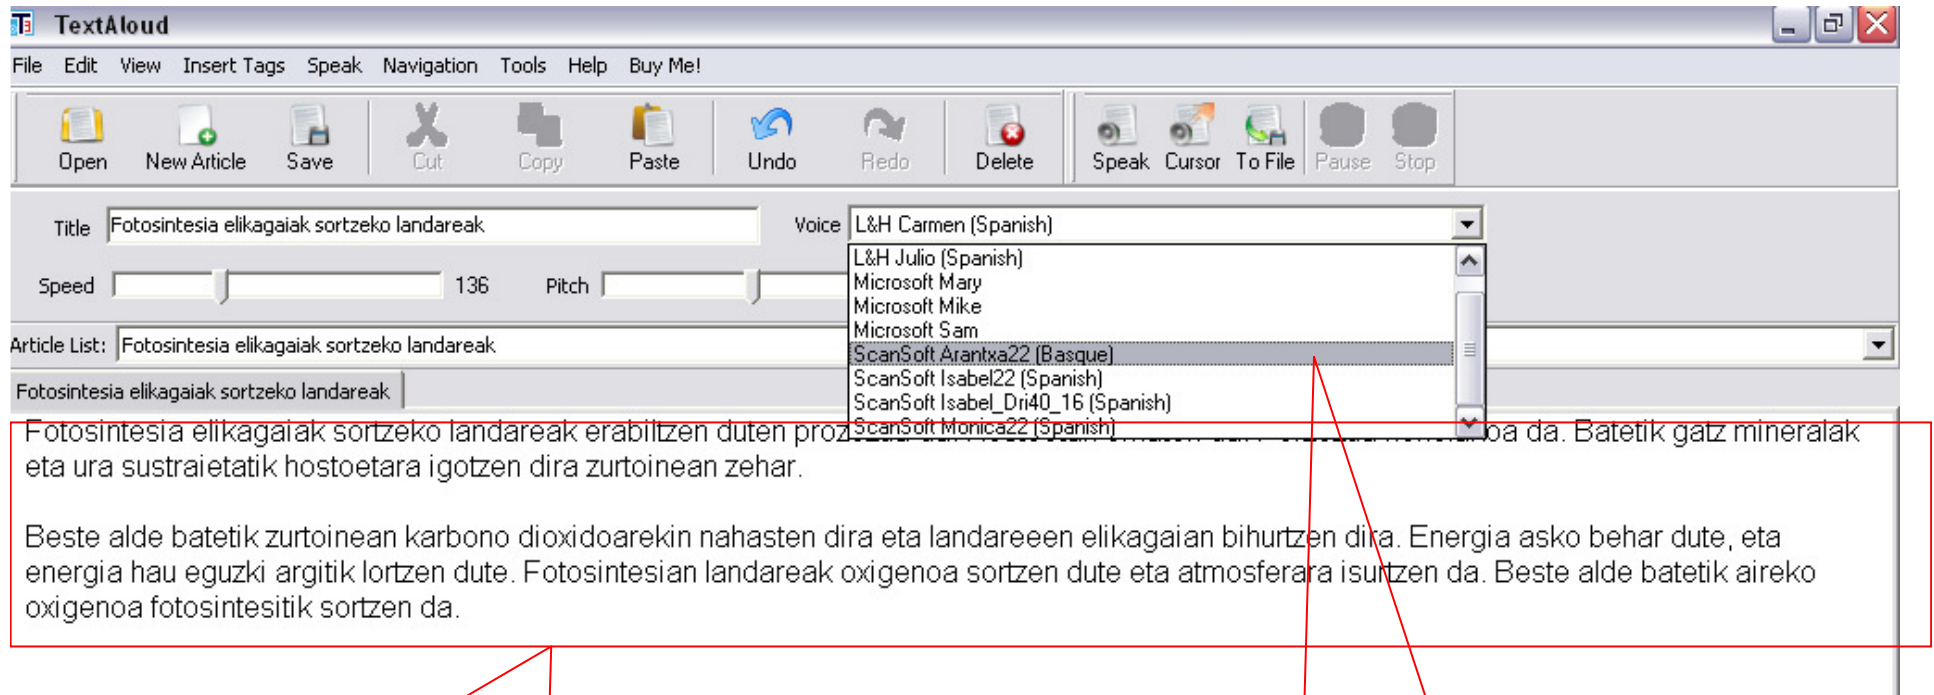 TextAloud
File Edit View Insert Tags Speak Navigation Tools Help Buy Me!
Open New Article Save Cut Copy Paste Undo Redo Delete Speak Cursor To File Pause Stop
Title Fotosintesia elikagaiak sortzeko landareak Voice L&H Carmen (Spanish)
L&H Julio (Spanish)
Speed 136 Pitch
Microsoft Mary
Microsoft Mike
Microsoft Sam
Article List: Fotosintesia elikagaiak sortzeko landareak
ScanSoft Arantxa22 (Basque)
ScanSoft Isabel22 (Spanish)
ScanSoft Isabel_Dri40_16 (Spanish)
ScanSoft Monica22 (Spanish)
Fotosintesia elikagaiak sortzeko landareak
Fotosintesia elikagaiak sortzeko landareak erabiltzen duten da. Batetik gatz mineralak
eta ura sustraietatik hostoetara igotzen dira zurtoinean zehar.
Beste alde batetik zurtoinean karbono dioxidoarekin nahasten dira eta landareeen elikagaian bihurtzen dira. Energia asko behar dute, eta
energia hau eguzki argitik lortzen dute. Fotosintesian landareak oxigenoa sortzen dute eta atmosferara isurtzen da. Beste alde batetik aireko
oxigenoa fotosintesitik sortzen da.